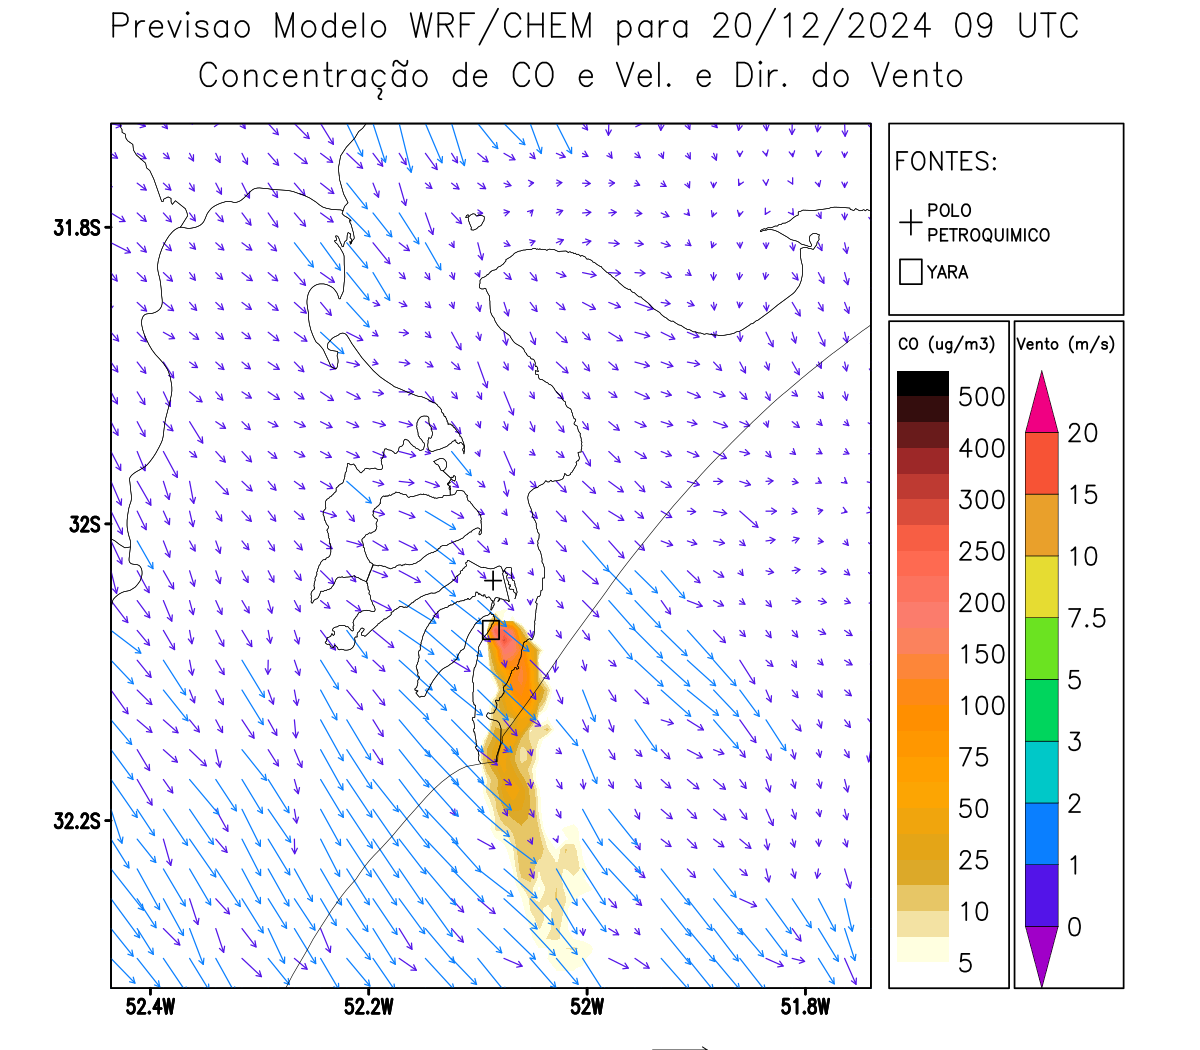 Previsao Modelo WRF/CHEM para 20/12/2024 09 UTC
Concentração de CO e Vel. e Dir. do Vento
FONTES:
POLO
PETROQUIMICO
YARA
CO (ug/m3)
500
400
300
250
200
150
100
75
50
25
10
5
Vento (m/s)
20
15
10
7.5
5
3
2
1
0
31.8S
32S
32.2S
52.4W
52.2W
52W
51.8W